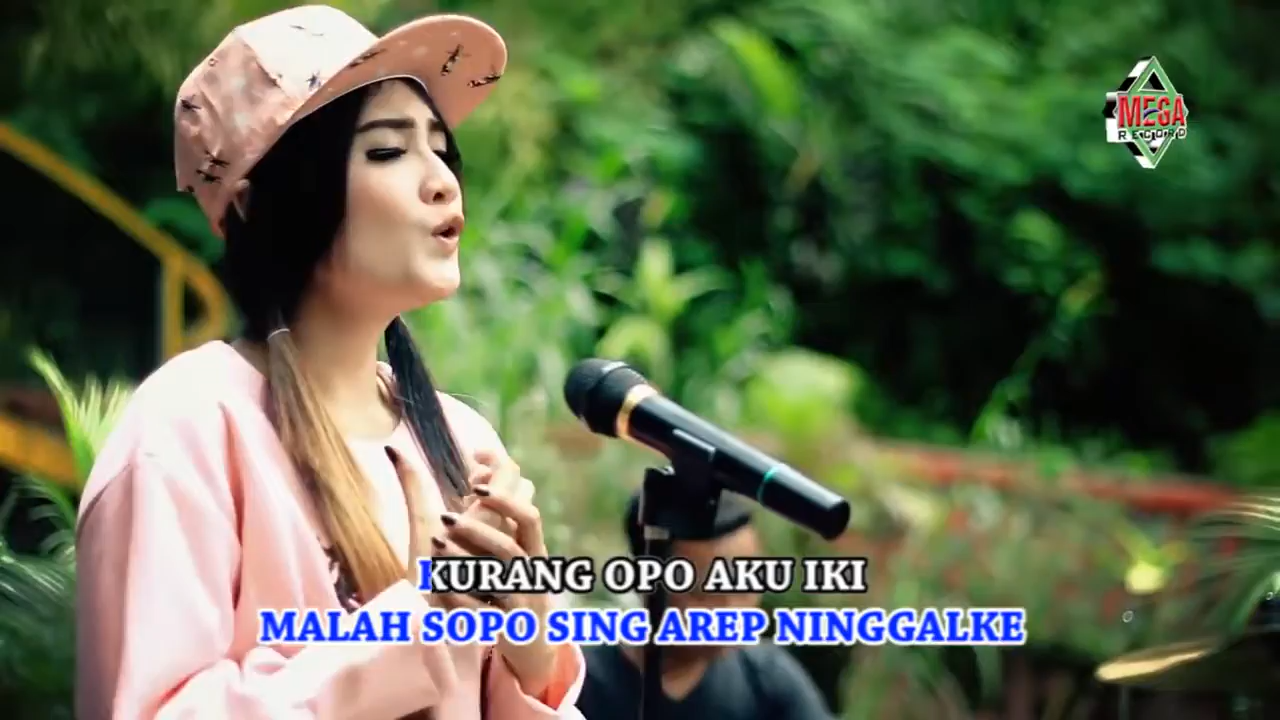 MEGA
RECORD
KURANG OPO AKU IKI
MALAH SOPO SING AREP NINGGALKE